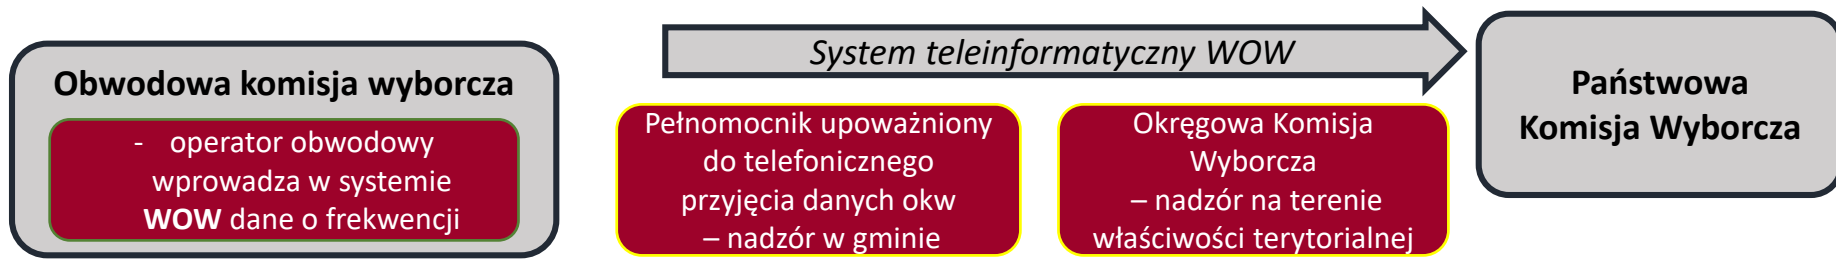 Obwodowa komisja wyborcza
- operator obwodowy
wprowadza w systemie
WOW dane o frekwencji
System teleinformatyczny WOW
Pełnomocnik upoważniony
do telefonicznego
przyjęcia danych okw
– nadzór w gminie
Okręgowa Komisja
Wyborcza
– nadzór na terenie
właściwości terytorialnej
Państwowa
Komisja Wyborcza